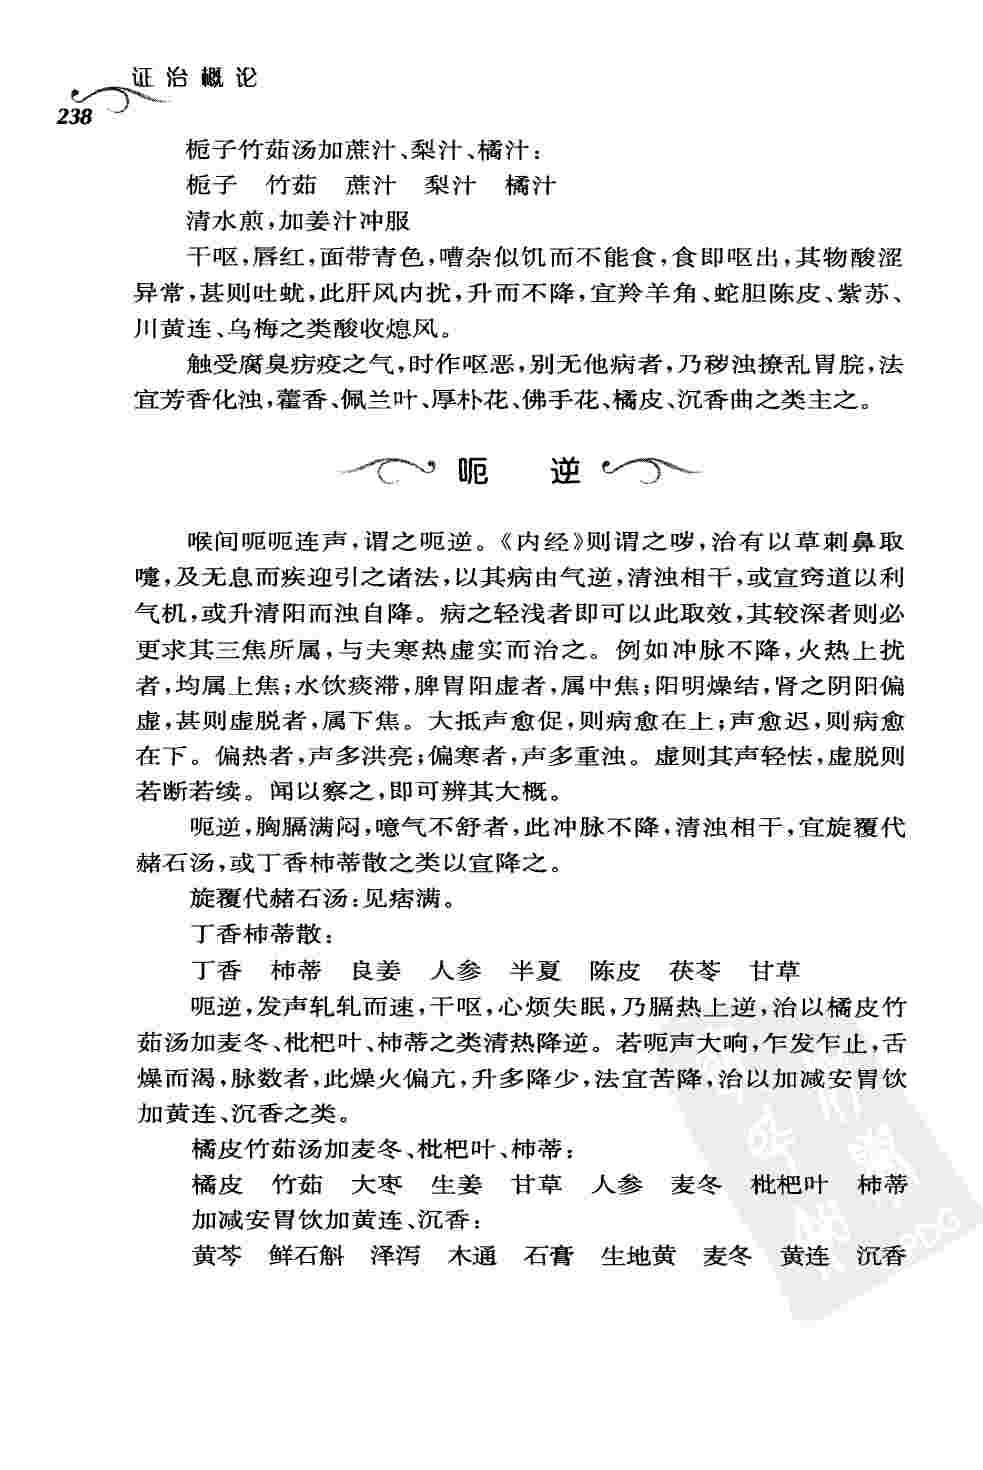 证治概论
238
栀子竹茹汤加蔗汁、梨汁、橘汁：
栀子　竹茹　蔗汁　梨汁　橘汁
清水煎，加姜汁冲服
干呕，唇红，面带青色，嘈杂似饥而不能食，食即呕出，其物酸涩
异常，甚则吐蚘，此肝风内扰，升而不降，宜羚羊角、蛇胆陈皮、紫苏、
川黄连、乌梅之类酸收熄风。
触受腐臭疠疫之气，时作呕恶，别无他病者，乃秽浊撩乱胃脘，法
宜芳香化浊，藿香、佩兰叶、厚朴花、佛手花、橘皮、沉香曲之类主之。
呃　逆
喉间呃呃连声，谓之呃逆。《内经》则谓之哕，治有以草刺鼻取
嚏，及无息而疾迎引之诸法，以其病由气逆，清浊相干，或宣窍道以利
气机，或升清阳而浊自降。病之轻浅者即可以此取效，其较深者则必
更求其三焦所属，与夫寒热虚实而治之。例如冲脉不降，火热上扰
者，均属上焦；水饮痰滞，脾胃阳虚者，属中焦；阳明燥结，肾之阴阳偏
虚，甚则虚脱者，属下焦。大抵声愈促，则病愈在上；声愈迟，则病愈
在下。偏热者，声多洪亮；偏寒者，声多重浊。虚则其声轻怯，虚脱则
若断若续。闻以察之，即可辨其大概。
呃逆，胸膈满闷，噫气不舒者，此冲脉不降，清浊相干，宜旋覆代
赭石汤，或丁香柿蒂散之类以宣降之。
旋覆代赭石汤：见痞满。
丁香柿蒂散：
丁香　柿蒂　良姜　人参　半夏　陈皮　茯苓　甘草
呃逆，发声轧轧而速，干呕，心烦失眠，乃膈热上逆，治以橘皮竹
茹汤加麦冬、枇杷叶、柿蒂之类清热降逆。若呃声大响，乍发乍止，舌
燥而渴，脉数者，此燥火偏亢，升多降少，法宜苦降，治以加减安胃饮
加黄连、沉香之类。
橘皮竹茹汤加麦冬、枇杷叶、柿蒂：
橘皮　竹茹　大枣　生姜　甘草　人参　麦冬　枇杷叶　柿蒂
加减安胃饮加黄连、沉香：
黄芩　鲜石斛　泽泻　木通　石膏　生地黄　麦冬　黄连　沉香